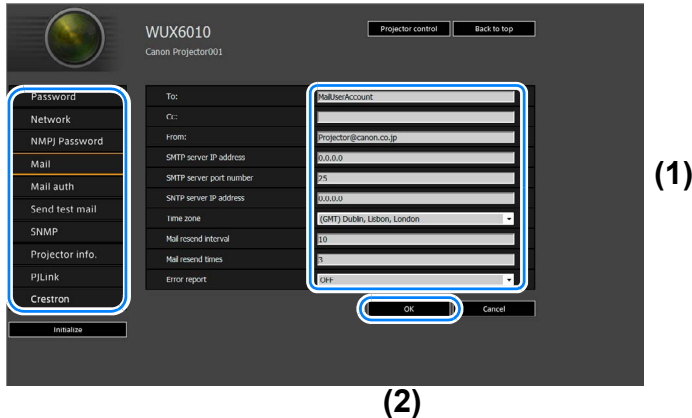 WUX6010
Projector control
Back to top
Canon Projector001
Password
Network
NMPJ Password
Mail
Mail auth
Send test mail
SNMP
Projector info.
PJLink
Crestron
Initialize
To:
MailUserAccount
Cc:
From:
Projector@canon.co.jp
SMTP server IP address
0.0.0.0
SMTP server port number
25
SNTP server IP address
0.0.0.0
Time zone
(GMT) Dublin, Lisbon, London
Mail resend interval
10
Mail resend times
3
Error report
OFF
OK
Cancel
(1)
(2)